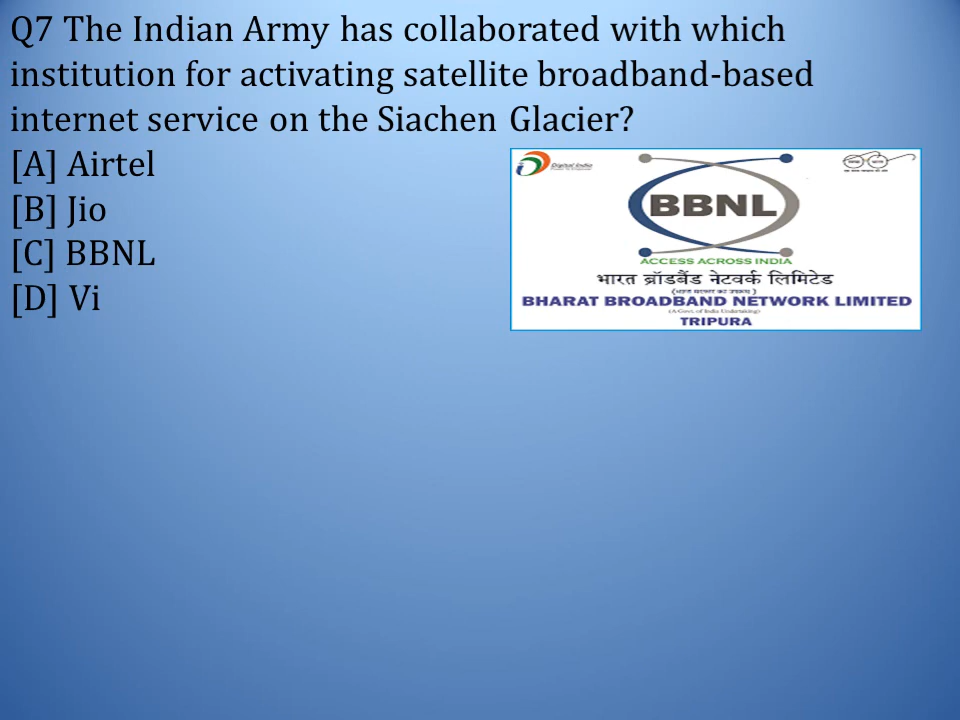 Q7 The Indian Army has collaborated with which
institution for activating satellite broadband-based
internet service on the Siachen Glacier?
[A] Airtel
[B] Jio
[C] BBNL
[D] Vi
Digital India
BBNL
ACCESS ACROSS INDIA
भारत ब्रॉडबैंड नेटवर्क लिमिटेड
BHARAT BROADBAND NETWORK LIMITED
(A Govt. of India Undertaking)
TRIPURA